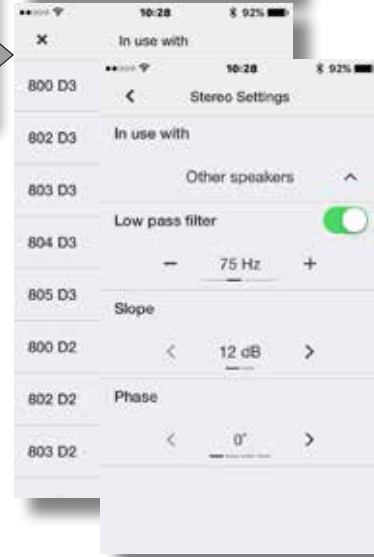 10:28
92%
In use with
800 D3
802 D3
803 D3
804 D3
805 D3
800 D2
802 D2
803 D2
10:28
92%
Stereo Settings
In use with
Other speakers
Low pass filter
− 75 Hz +
Slope
< 12 dB >
Phase
< 0° >